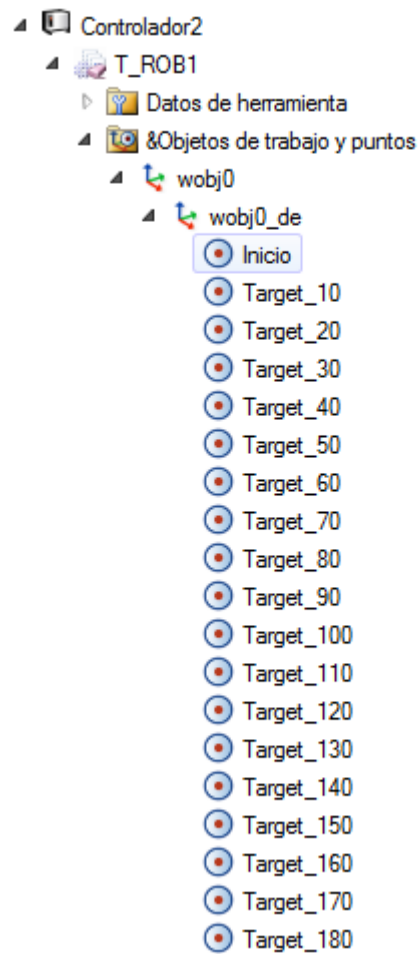 Controlador2
T_ROB1
Datos de herramienta
&Objetos de trabajo y puntos
wobj0
wobj0_de
Inicio
Target_10
Target_20
Target_30
Target_40
Target_50
Target_60
Target_70
Target_80
Target_90
Target_100
Target_110
Target_120
Target_130
Target_140
Target_150
Target_160
Target_170
Target_180